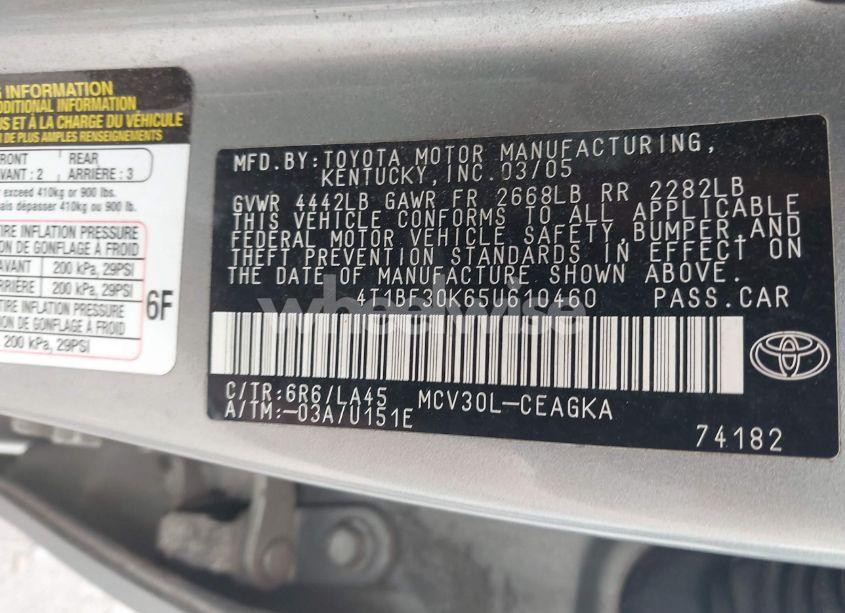 G INFORMATION
ADDITIONAL INFORMATION
US ET À LA CHARGE DU VÉHICULE
DE PLUS AMPLES RENSEIGNEMENTS
FRONT
AVANT : 2
REAR
ARRIÈRE : 3
exceed 410kg or 900 lbs.
mais dépasser 410kg ou 900 lb.
TIRE INFLATION PRESSURE
DE GONFLAGE À FROID
AVANT 200 kPa, 29PSI
ARRIÈRE 200 kPa, 29PSI
6F
TIRE INFLATION PRESSURE
DE GONFLAGE À FROID
200 kPa, 29PSI
MFD.BY:TOYOTA MOTOR MANUFACTURING,
KENTUCKY, INC.03/05
GVWR 4442LB GAWR FR 2668LB RR 2282LB
THIS VEHICLE CONFORMS TO ALL APPLICABLE
FEDERAL MOTOR VEHICLE SAFETY,BUMPER,AND
THEFT PREVENTION STANDARDS IN EFFECT ON
THE DATE OF MANUFACTURE SHOWN ABOVE.
4T1BF30K65U610460 PASS.CAR
wheelwise
C/TR:6R6/LA45 MCV30L-CEAGKA
A/TM:-03A/U151E
74182